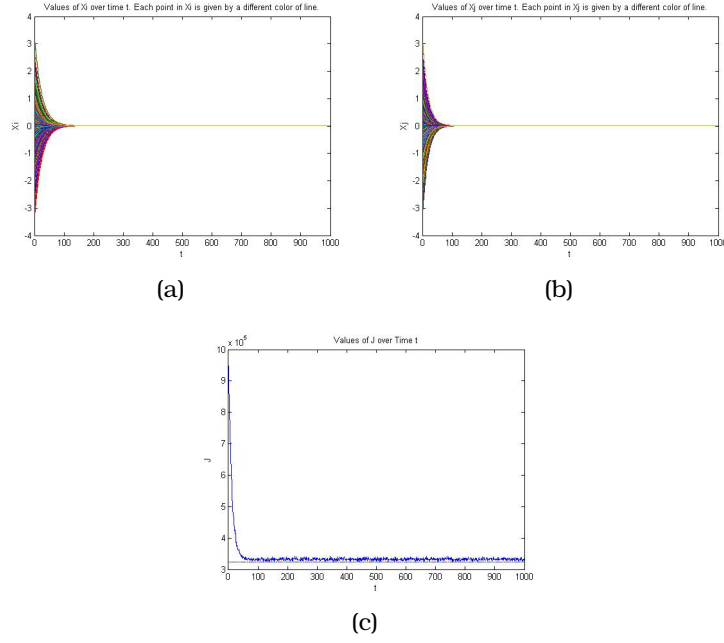 Values of Xi over time t. Each point in Xi is given by a different color of line.
4
3
2
1
0
-1
-2
-3
-4
Xi
0 100 200 300 400 500 600 700 800 900 1000
t
(a)
Values of Xj over time t. Each point in Xj is given by a different color of line.
4
3
2
1
0
-1
-2
-3
-4
Xj
0 100 200 300 400 500 600 700 800 900 1000
t
(b)
Values of J over Time t
x 10⁵
10
9
8
7
6
5
4
3
J
0 100 200 300 400 500 600 700 800 900 1000
t
(c)